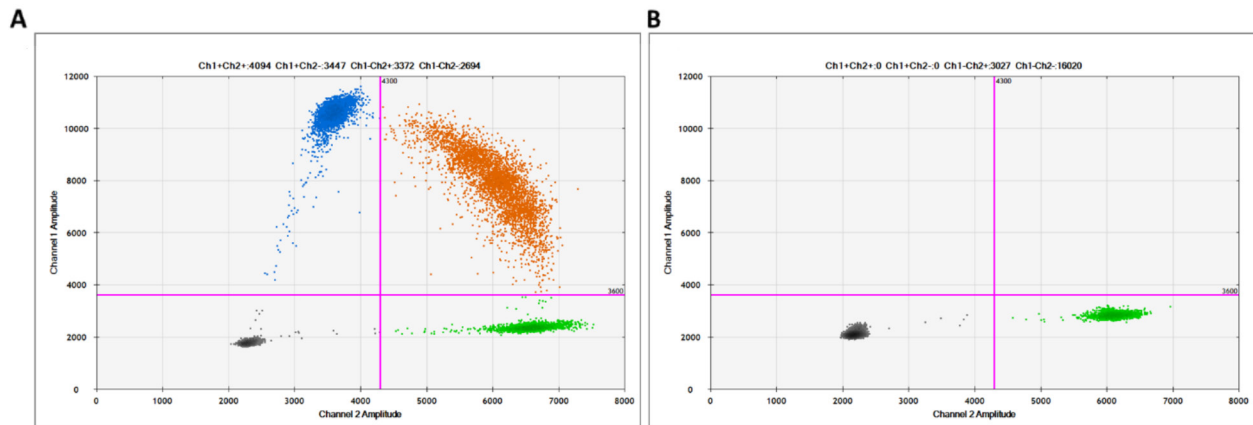 A
Ch1+Ch2+:4094 Ch1+Ch2-:3447 Ch1-Ch2+:3372 Ch1-Ch2-:2694
4300
12000
10000
8000
6000
4000
3600
2000
0
0 1000 2000 3000 4000 5000 6000 7000 8000
Channel 1 Amplitude
Channel 2 Amplitude
B
Ch1+Ch2+:0 Ch1+Ch2-:0 Ch1-Ch2+:3027 Ch1-Ch2-:16020
4300
12000
10000
8000
6000
4000
3600
2000
0
0 1000 2000 3000 4000 5000 6000 7000 8000
Channel 1 Amplitude
Channel 2 Amplitude